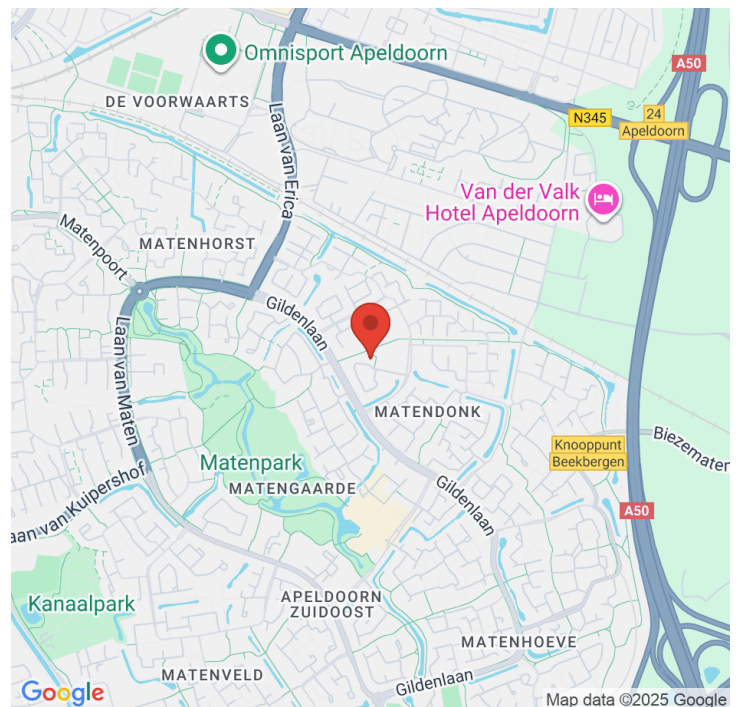 Omnisport Apeldoorn
A50
DE VOORWAARTS
Laan van Erica
N345
24
Apeldoorn
Van der Valk
Hotel Apeldoorn
Matenpoort
MATENHORST
Gildenlaan
Laan van Maten
MATENDONK
Knooppunt
Beekbergen
Biezematen
Matenpark
MATENGAARDE
Gildenlaan
aan van Kuipershof
A50
Kanaalpark
APELDOORN
ZUIDOOST
MATENHOEVE
MATENVELD
Gildenlaan
Google
Map data ©2025 Google